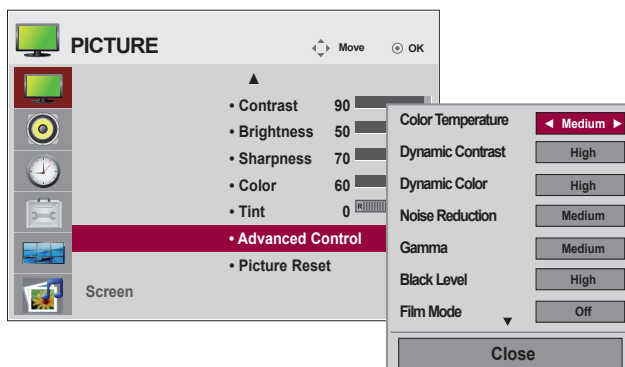 PICTURE
Move
OK
• Contrast 90
• Brightness 50
• Sharpness 70
• Color 60
• Tint 0 R
• Advanced Control
• Picture Reset
Screen
Color Temperature Medium
Dynamic Contrast High
Dynamic Color High
Noise Reduction Medium
Gamma Medium
Black Level High
Film Mode Off
Close